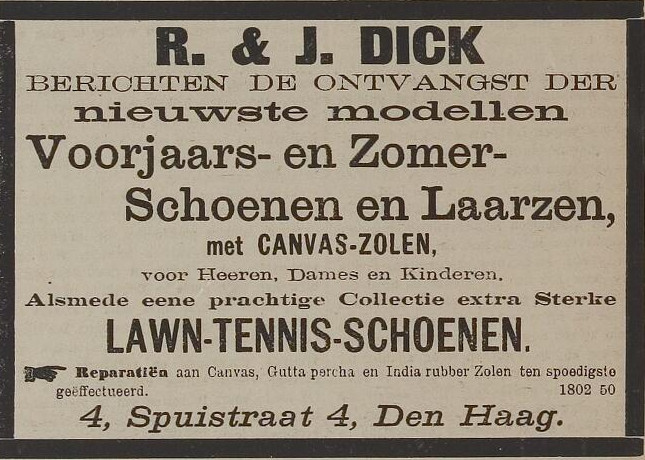 R. & J. DICK
BERICHTEN DE ONTVANGST DER
nieuwste modellen
Voorjaars- en Zomer-
Schoenen en Laarzen,
met CANVAS-ZOLEN,
voor Heeren, Dames en Kinderen.
Alsmede eene prachtige Collectie extra Sterke
LAWN-TENNIS-SCHOENEN.
Reparatiën aan Canvas, Gutta percha en India rubber Zolen ten spoedigste
geëffectueerd. 1802 50
4, Spuistraat 4, Den Haag.